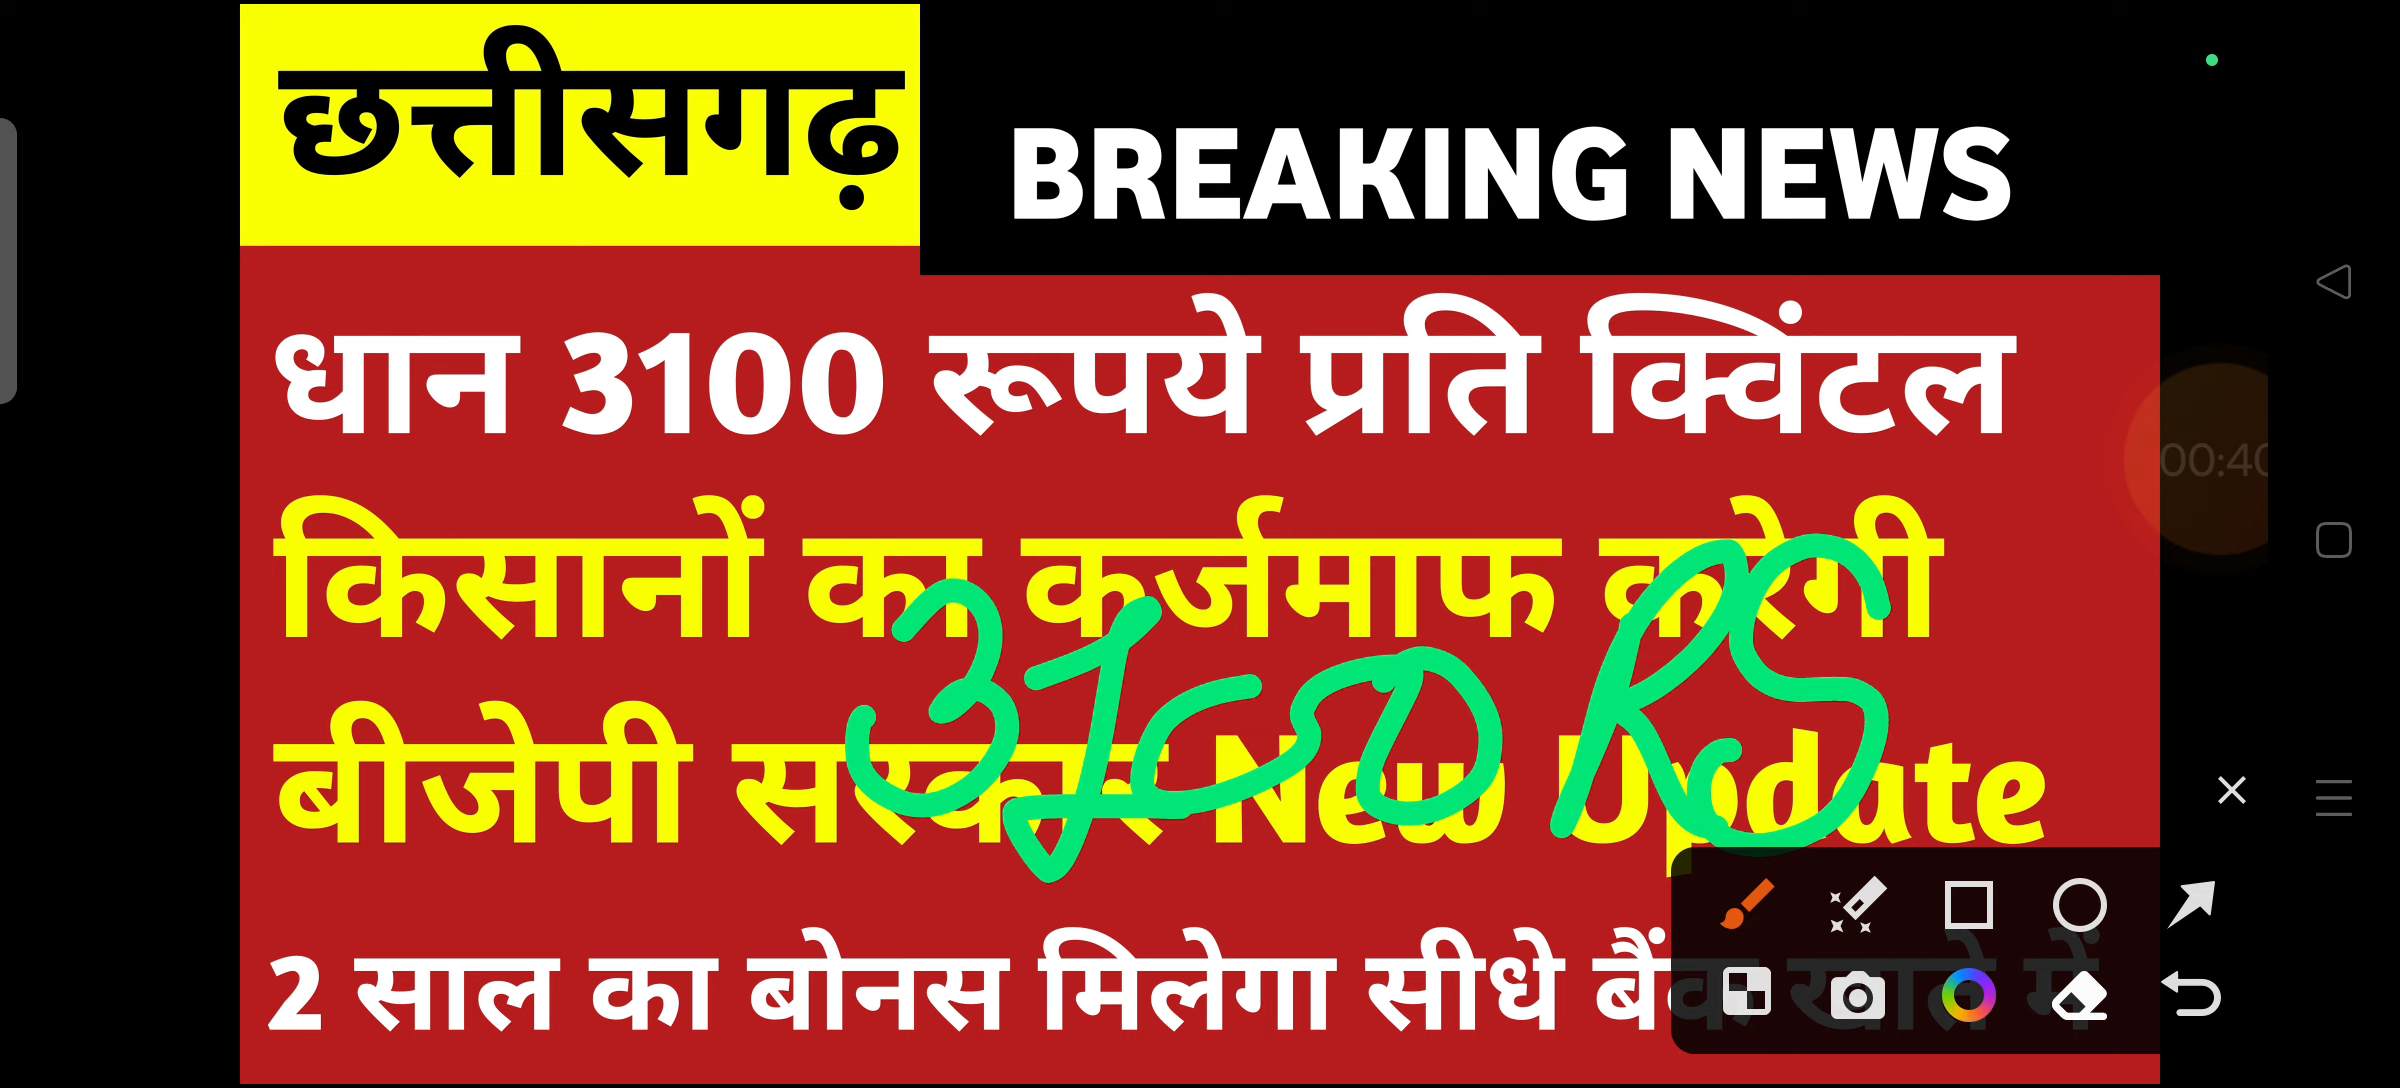 छत्तीसगढ़
BREAKING NEWS
धान 3100 रूपये प्रति क्विंटल
किसानों का कर्जमाफ करेगी
बीजेपी सरकार New Update
3100 RS
2 साल का बोनस मिलेगा सीधे बैंक खाते में
00:40